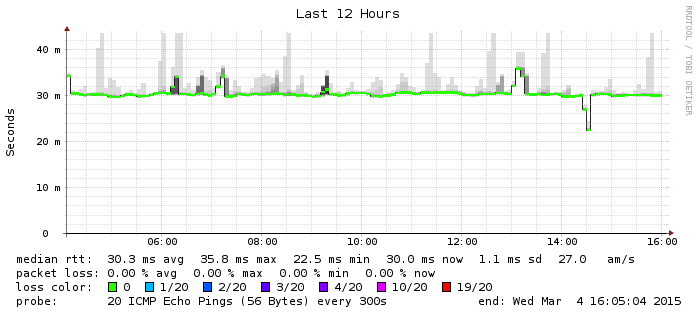 Last 12 Hours
RRDTOOL / TOBI OETIKER
Seconds
40 m
30 m
20 m
10 m
0
06:00 08:00 10:00 12:00 14:00 16:00
median rtt: 30.3 ms avg 35.8 ms max 22.5 ms min 30.0 ms now 1.1 ms sd 27.0 am/s
packet loss: 0.00 % avg 0.00 % max 0.00 % min 0.00 % now
loss color: 0 1/20 2/20 3/20 4/20 10/20 19/20
probe: 20 ICMP Echo Pings (56 Bytes) every 300s end: Wed Mar 4 16:05:04 2015